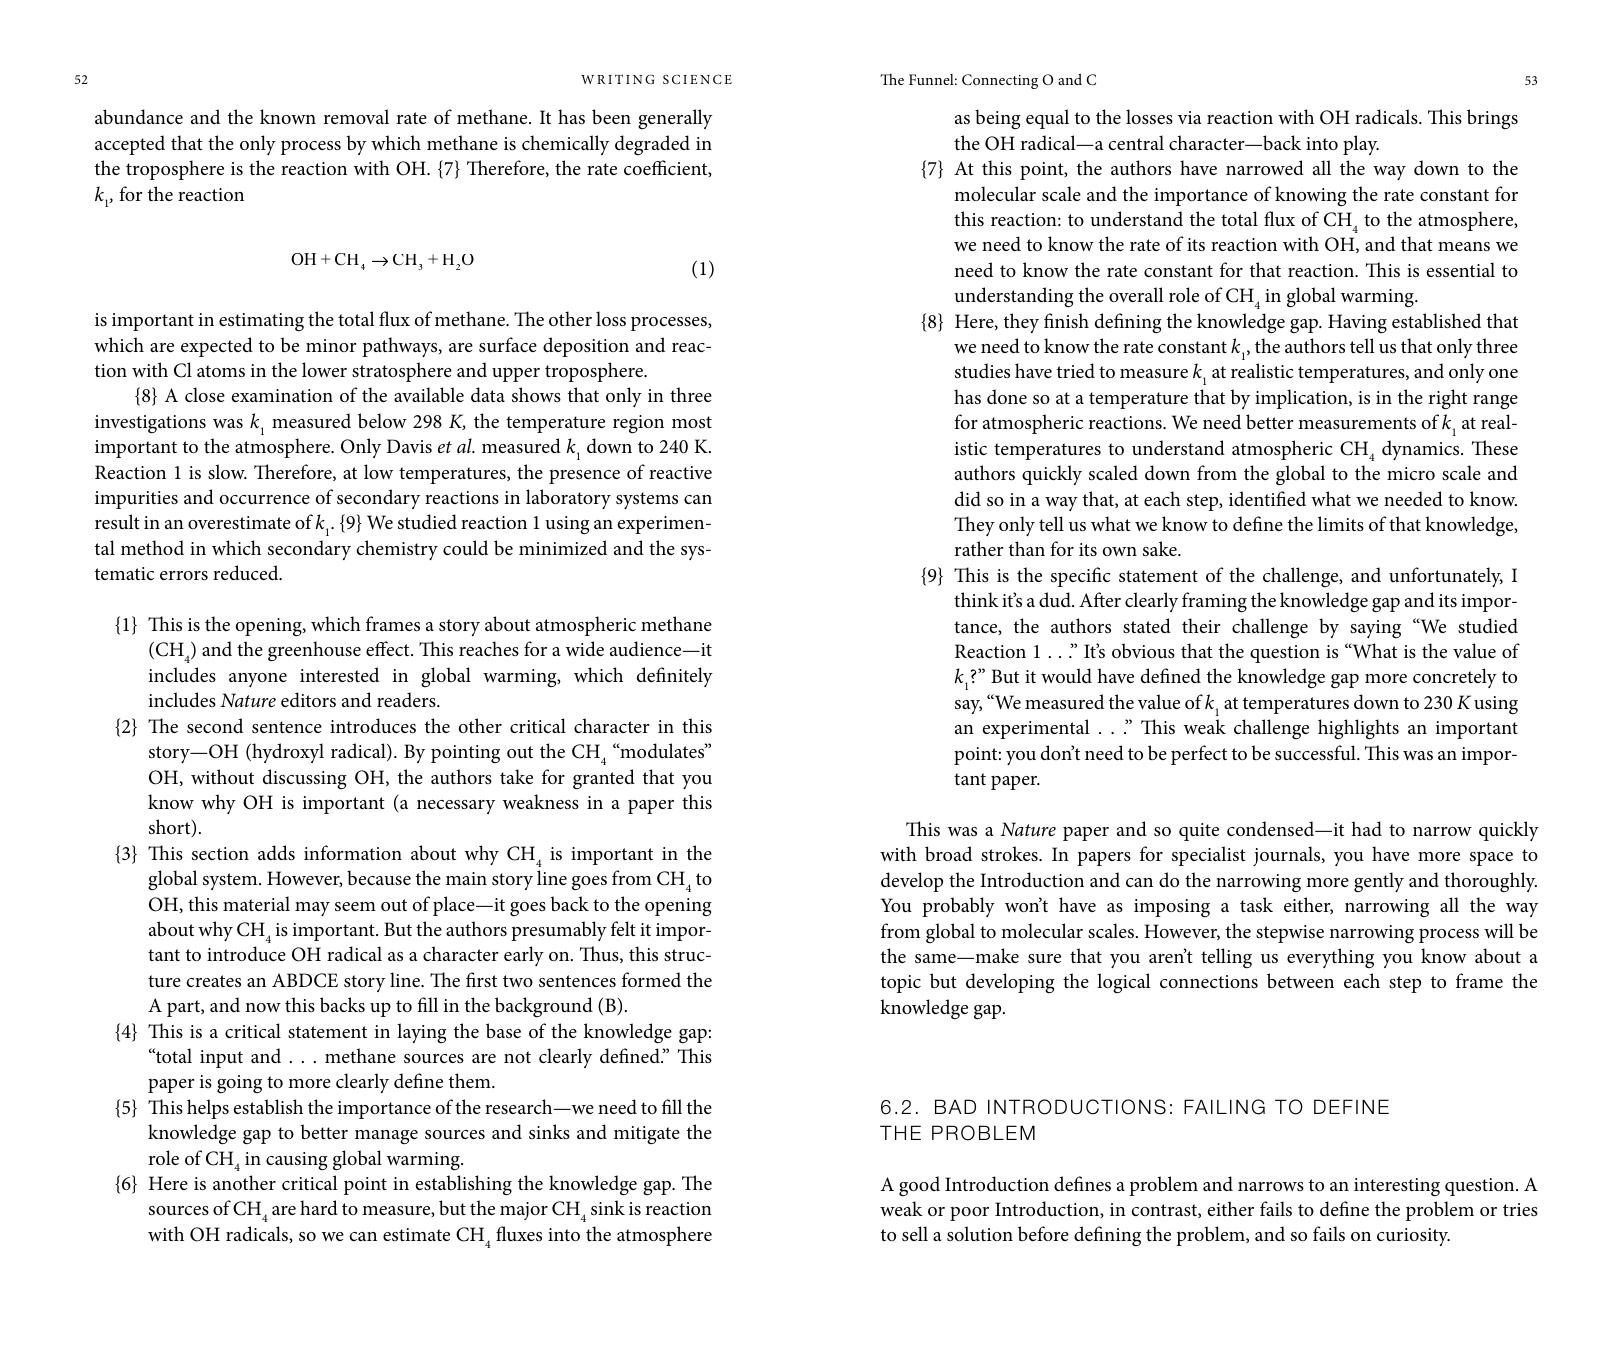 52
WRITING SCIENCE
abundance and the known removal rate of methane. It has been generally
accepted that the only process by which methane is chemically degraded in
the troposphere is the reaction with OH. {7} Therefore, the rate coefficient,
k₁, for the reaction
OH + CH₄ → CH₃ + H₂O
(1)
is important in estimating the total flux of methane. The other loss processes,
which are expected to be minor pathways, are surface deposition and reac-
tion with Cl atoms in the lower stratosphere and upper troposphere.
{8} A close examination of the available data shows that only in three
investigations was k₁ measured below 298 K, the temperature region most
important to the atmosphere. Only Davis et al. measured k₁ down to 240 K.
Reaction 1 is slow. Therefore, at low temperatures, the presence of reactive
impurities and occurrence of secondary reactions in laboratory systems can
result in an overestimate of k₁. {9} We studied reaction 1 using an experimen-
tal method in which secondary chemistry could be minimized and the sys-
tematic errors reduced.
{1} This is the opening, which frames a story about atmospheric methane
(CH₄) and the greenhouse effect. This reaches for a wide audience—it
includes anyone interested in global warming, which definitely
includes Nature editors and readers.
{2} The second sentence introduces the other critical character in this
story—OH (hydroxyl radical). By pointing out the CH₄ “modulates”
OH, without discussing OH, the authors take for granted that you
know why OH is important (a necessary weakness in a paper this
short).
{3} This section adds information about why CH₄ is important in the
global system. However, because the main story line goes from CH₄ to
OH, this material may seem out of place—it goes back to the opening
about why CH₄ is important. But the authors presumably felt it impor-
tant to introduce OH radical as a character early on. Thus, this struc-
ture creates an ABDCE story line. The first two sentences formed the
A part, and now this backs up to fill in the background (B).
{4} This is a critical statement in laying the base of the knowledge gap:
“total input and . . . methane sources are not clearly defined.” This
paper is going to more clearly define them.
{5} This helps establish the importance of the research—we need to fill the
knowledge gap to better manage sources and sinks and mitigate the
role of CH₄ in causing global warming.
{6} Here is another critical point in establishing the knowledge gap. The
sources of CH₄ are hard to measure, but the major CH₄ sink is reaction
with OH radicals, so we can estimate CH₄ fluxes into the atmosphere
The Funnel: Connecting O and C
53
as being equal to the losses via reaction with OH radicals. This brings
the OH radical—a central character—back into play.
{7} At this point, the authors have narrowed all the way down to the
molecular scale and the importance of knowing the rate constant for
this reaction: to understand the total flux of CH₄ to the atmosphere,
we need to know the rate of its reaction with OH, and that means we
need to know the rate constant for that reaction. This is essential to
understanding the overall role of CH₄ in global warming.
{8} Here, they finish defining the knowledge gap. Having established that
we need to know the rate constant k₁, the authors tell us that only three
studies have tried to measure k₁ at realistic temperatures, and only one
has done so at a temperature that by implication, is in the right range
for atmospheric reactions. We need better measurements of k₁ at real-
istic temperatures to understand atmospheric CH₄ dynamics. These
authors quickly scaled down from the global to the micro scale and
did so in a way that, at each step, identified what we needed to know.
They only tell us what we know to define the limits of that knowledge,
rather than for its own sake.
{9} This is the specific statement of the challenge, and unfortunately, I
think it’s a dud. After clearly framing the knowledge gap and its impor-
tance, the authors stated their challenge by saying “We studied
Reaction 1 . . .” It’s obvious that the question is “What is the value of
k₁?” But it would have defined the knowledge gap more concretely to
say, “We measured the value of k₁ at temperatures down to 230 K using
an experimental . . .” This weak challenge highlights an important
point: you don’t need to be perfect to be successful. This was an impor-
tant paper.
This was a Nature paper and so quite condensed—it had to narrow quickly
with broad strokes. In papers for specialist journals, you have more space to
develop the Introduction and can do the narrowing more gently and thoroughly.
You probably won’t have as imposing a task either, narrowing all the way
from global to molecular scales. However, the stepwise narrowing process will be
the same—make sure that you aren’t telling us everything you know about a
topic but developing the logical connections between each step to frame the
knowledge gap.
6.2. BAD INTRODUCTIONS: FAILING TO DEFINE
THE PROBLEM
A good Introduction defines a problem and narrows to an interesting question. A
weak or poor Introduction, in contrast, either fails to define the problem or tries
to sell a solution before defining the problem, and so fails on curiosity.